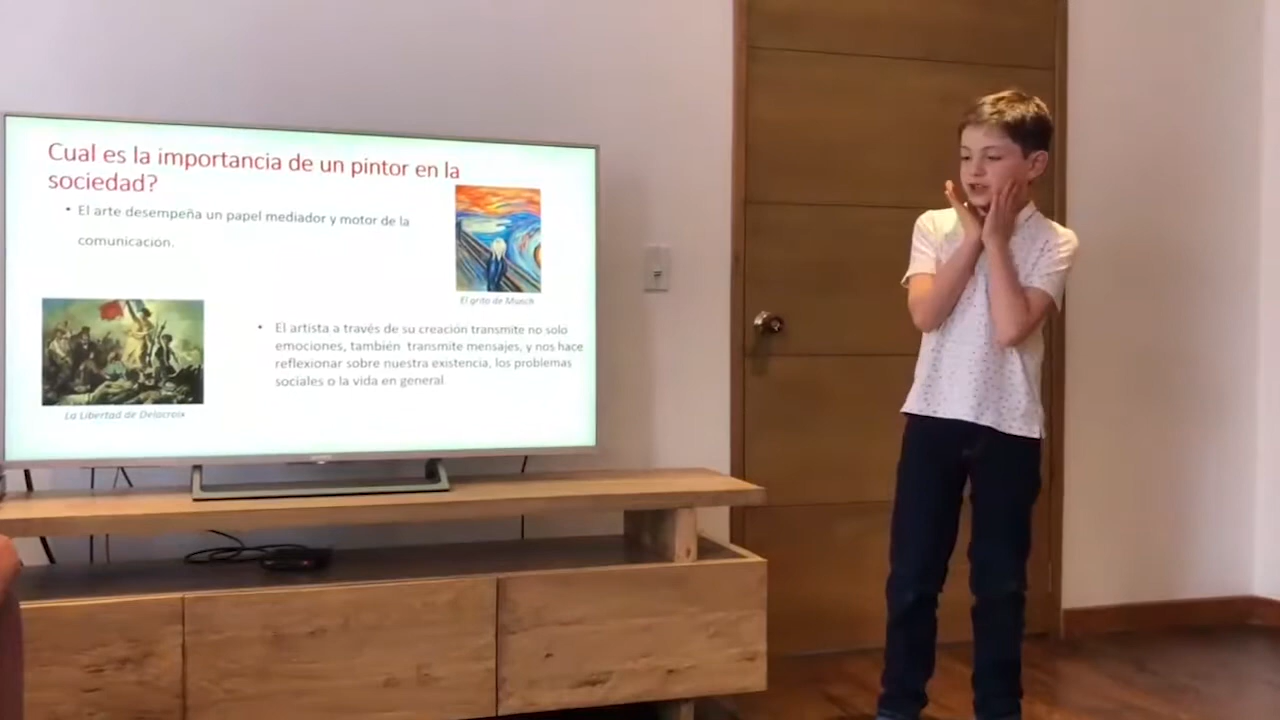 Cual es la importancia de un pintor en la
sociedad?
• El arte desempeña un papel mediador y motor de la
comunicación.
El grito de Munch
• El artista a través de su creación transmite no solo
emociones, también transmite mensajes, y nos hace
reflexionar sobre nuestra existencia, los problemas
sociales o la vida en general
La Libertad de Delacroix